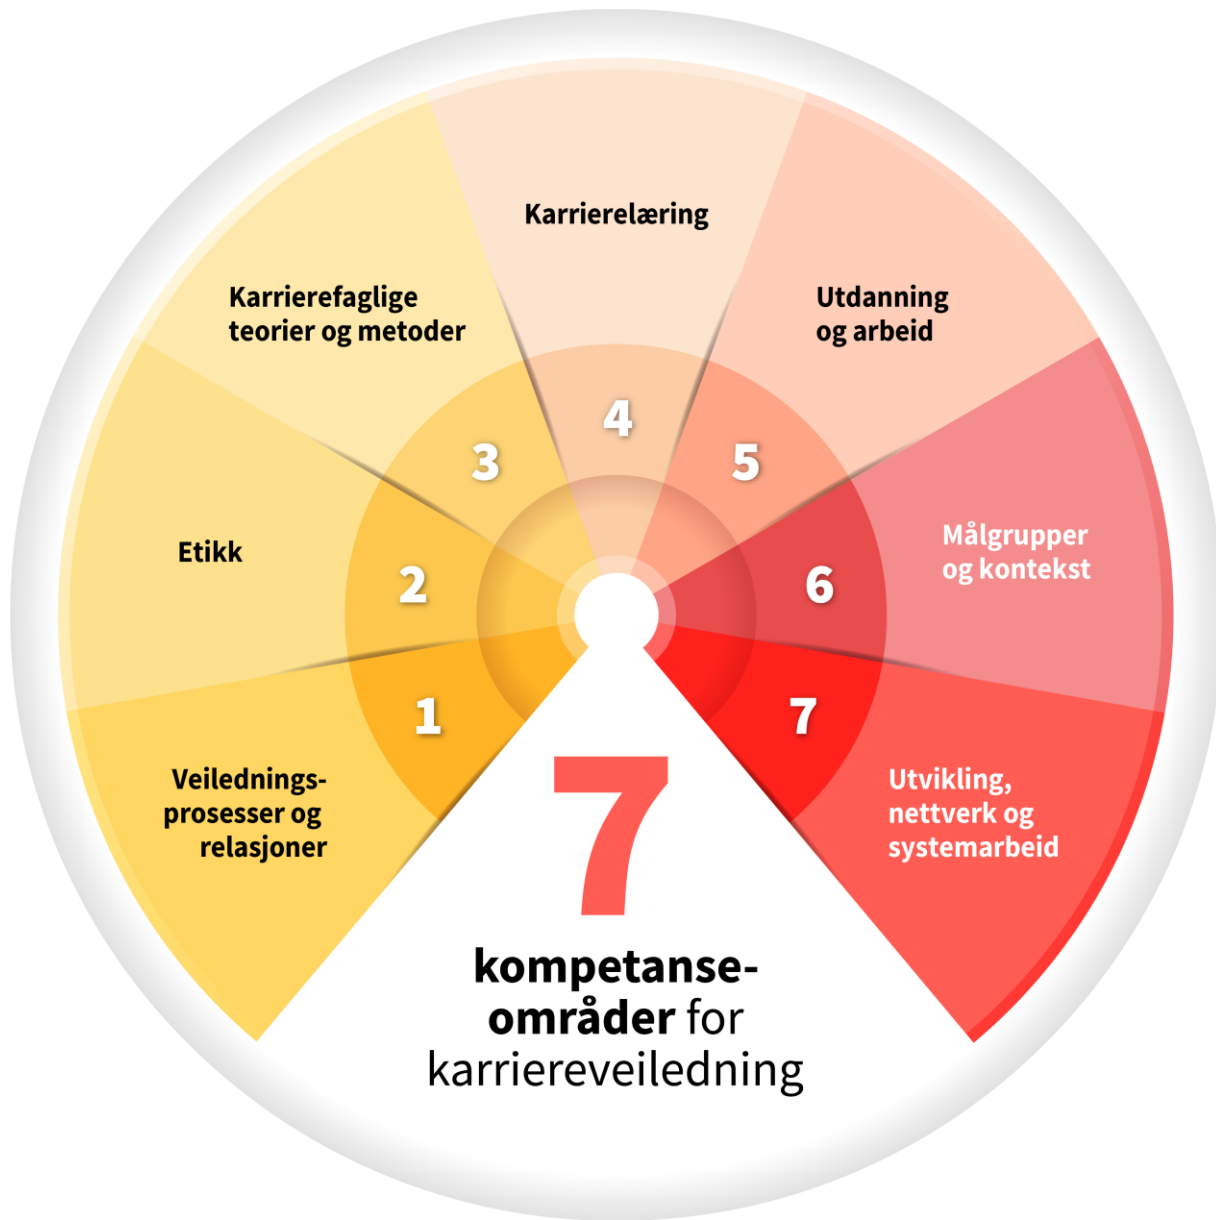 1
Veilednings-
prosesser og
relasjoner
2
Etikk
3
Karrierefaglige
teorier og metoder
4
Karrierelæring
5
Utdanning
og arbeid
6
Målgrupper
og kontekst
7
Utvikling,
nettverk og
systemarbeid
7
kompetanse-
områder for
karriereveiledning